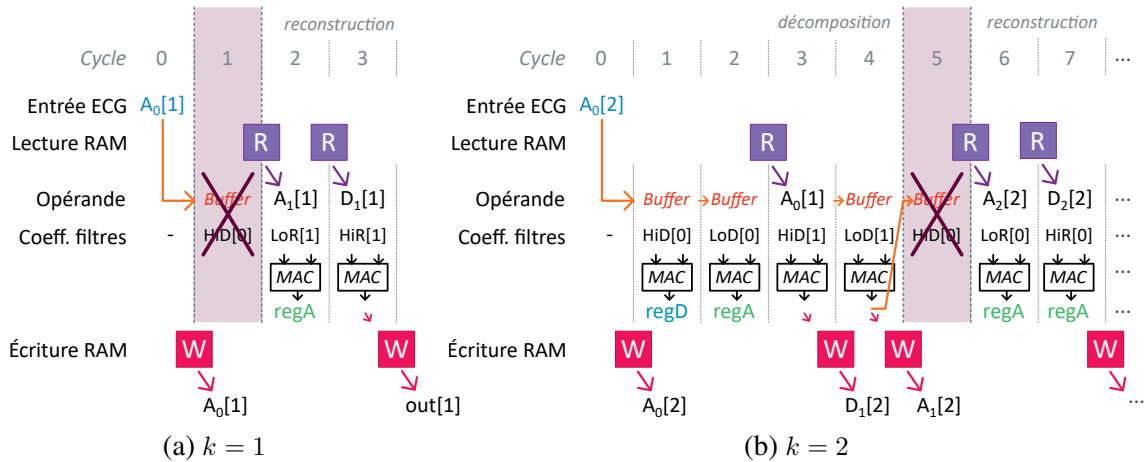 reconstruction
Cycle 0 1 2 3
Entrée ECG A₀[1]
Lecture RAM R R
Opérande Buffer A₁[1] D₁[1]
Coeff. filtres - HiD[0] LoR[1] HiR[1]
MAC MAC
regA
Écriture RAM W W
A₀[1] out[1]
(a) k = 1
décomposition reconstruction
Cycle 0 1 2 3 4 5 6 7 ...
Entrée ECG A₀[2]
Lecture RAM R R R
Opérande Buffer Buffer A₀[1] Buffer Buffer A₂[2] D₂[2] ...
Coeff. filtres - HiD[0] LoD[0] HiD[1] LoD[1] HiD[0] LoR[0] HiR[0] ...
MAC MAC MAC MAC MAC MAC ...
regD regA regA regA ...
Écriture RAM W W W W
A₀[2] D₁[2] A₁[2] ...
(b) k = 2